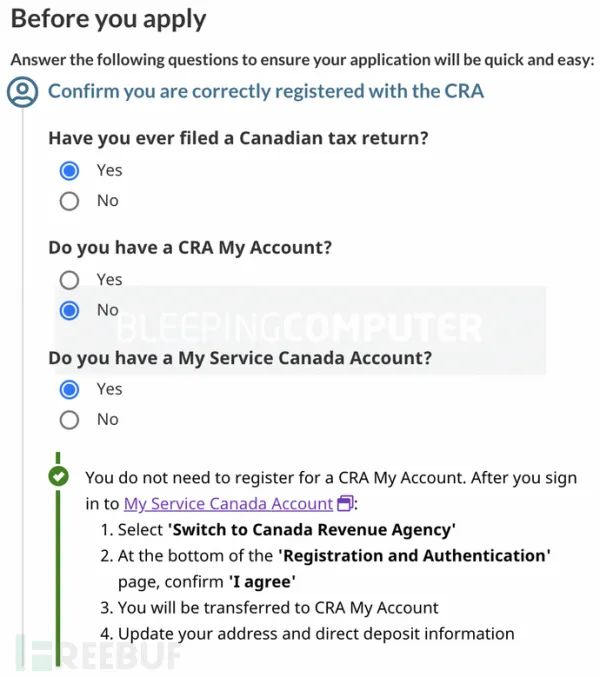 Before you apply
Answer the following questions to ensure your application will be quick and easy:
Confirm you are correctly registered with the CRA
Have you ever filed a Canadian tax return?
Yes
No
Do you have a CRA My Account?
Yes
No
BLEEPINGCOMPUTER
Do you have a My Service Canada Account?
Yes
No
You do not need to register for a CRA My Account. After you sign
in to My Service Canada Account:
1. Select 'Switch to Canada Revenue Agency'
2. At the bottom of the 'Registration and Authentication'
page, confirm 'I agree'
3. You will be transferred to CRA My Account
4. Update your address and direct deposit information
FREEBUF